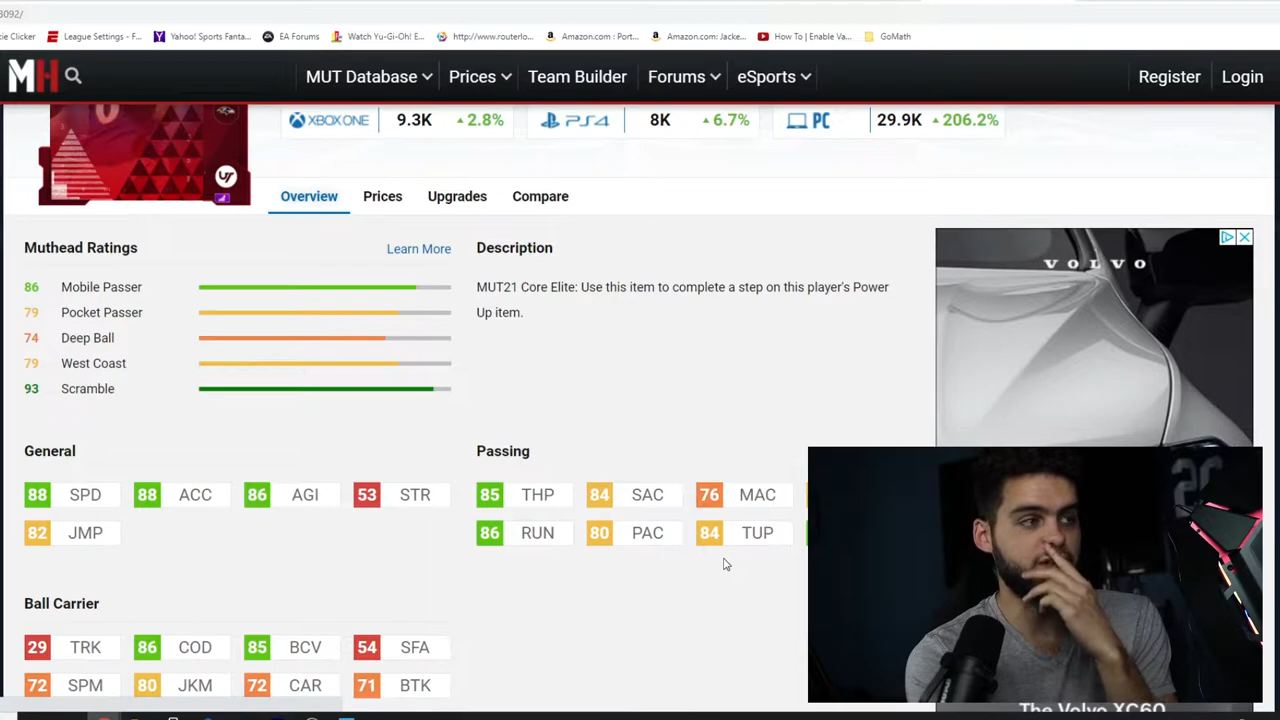 8092/
kie Clicker League Settings - F... Yahoo! Sports Fanta... EA Forums Watch Yu-Gi-Oh! E... http://www.routerlo... Amazon.com : Port... Amazon.com: Jacke... How To | Enable Va... GoMath
MH MUT Database Prices Team Builder Forums eSports Register Login
XBOX ONE 9.3K 2.8% PS4 8K 6.7% PC 29.9K 206.2%
Overview Prices Upgrades Compare
Muthead Ratings Learn More
86 Mobile Passer
79 Pocket Passer
74 Deep Ball
79 West Coast
93 Scramble
Description
MUT21 Core Elite: Use this item to complete a step on this player's Power
Up item.
VOLVO
General
88 SPD 88 ACC 86 AGI 53 STR
82 JMP
Passing
85 THP 84 SAC 76 MAC
86 RUN 80 PAC 84 TUP
Ball Carrier
29 TRK 86 COD 85 BCV 54 SFA
72 SPM 80 JKM 72 CAR 71 BTK
The Volvo XC60